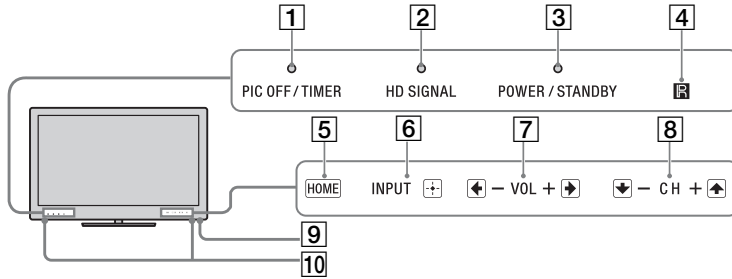 1 2 3 4
PIC OFF / TIMER HD SIGNAL POWER / STANDBY IR
5 6 7 8
HOME INPUT − VOL + − CH +
9
10